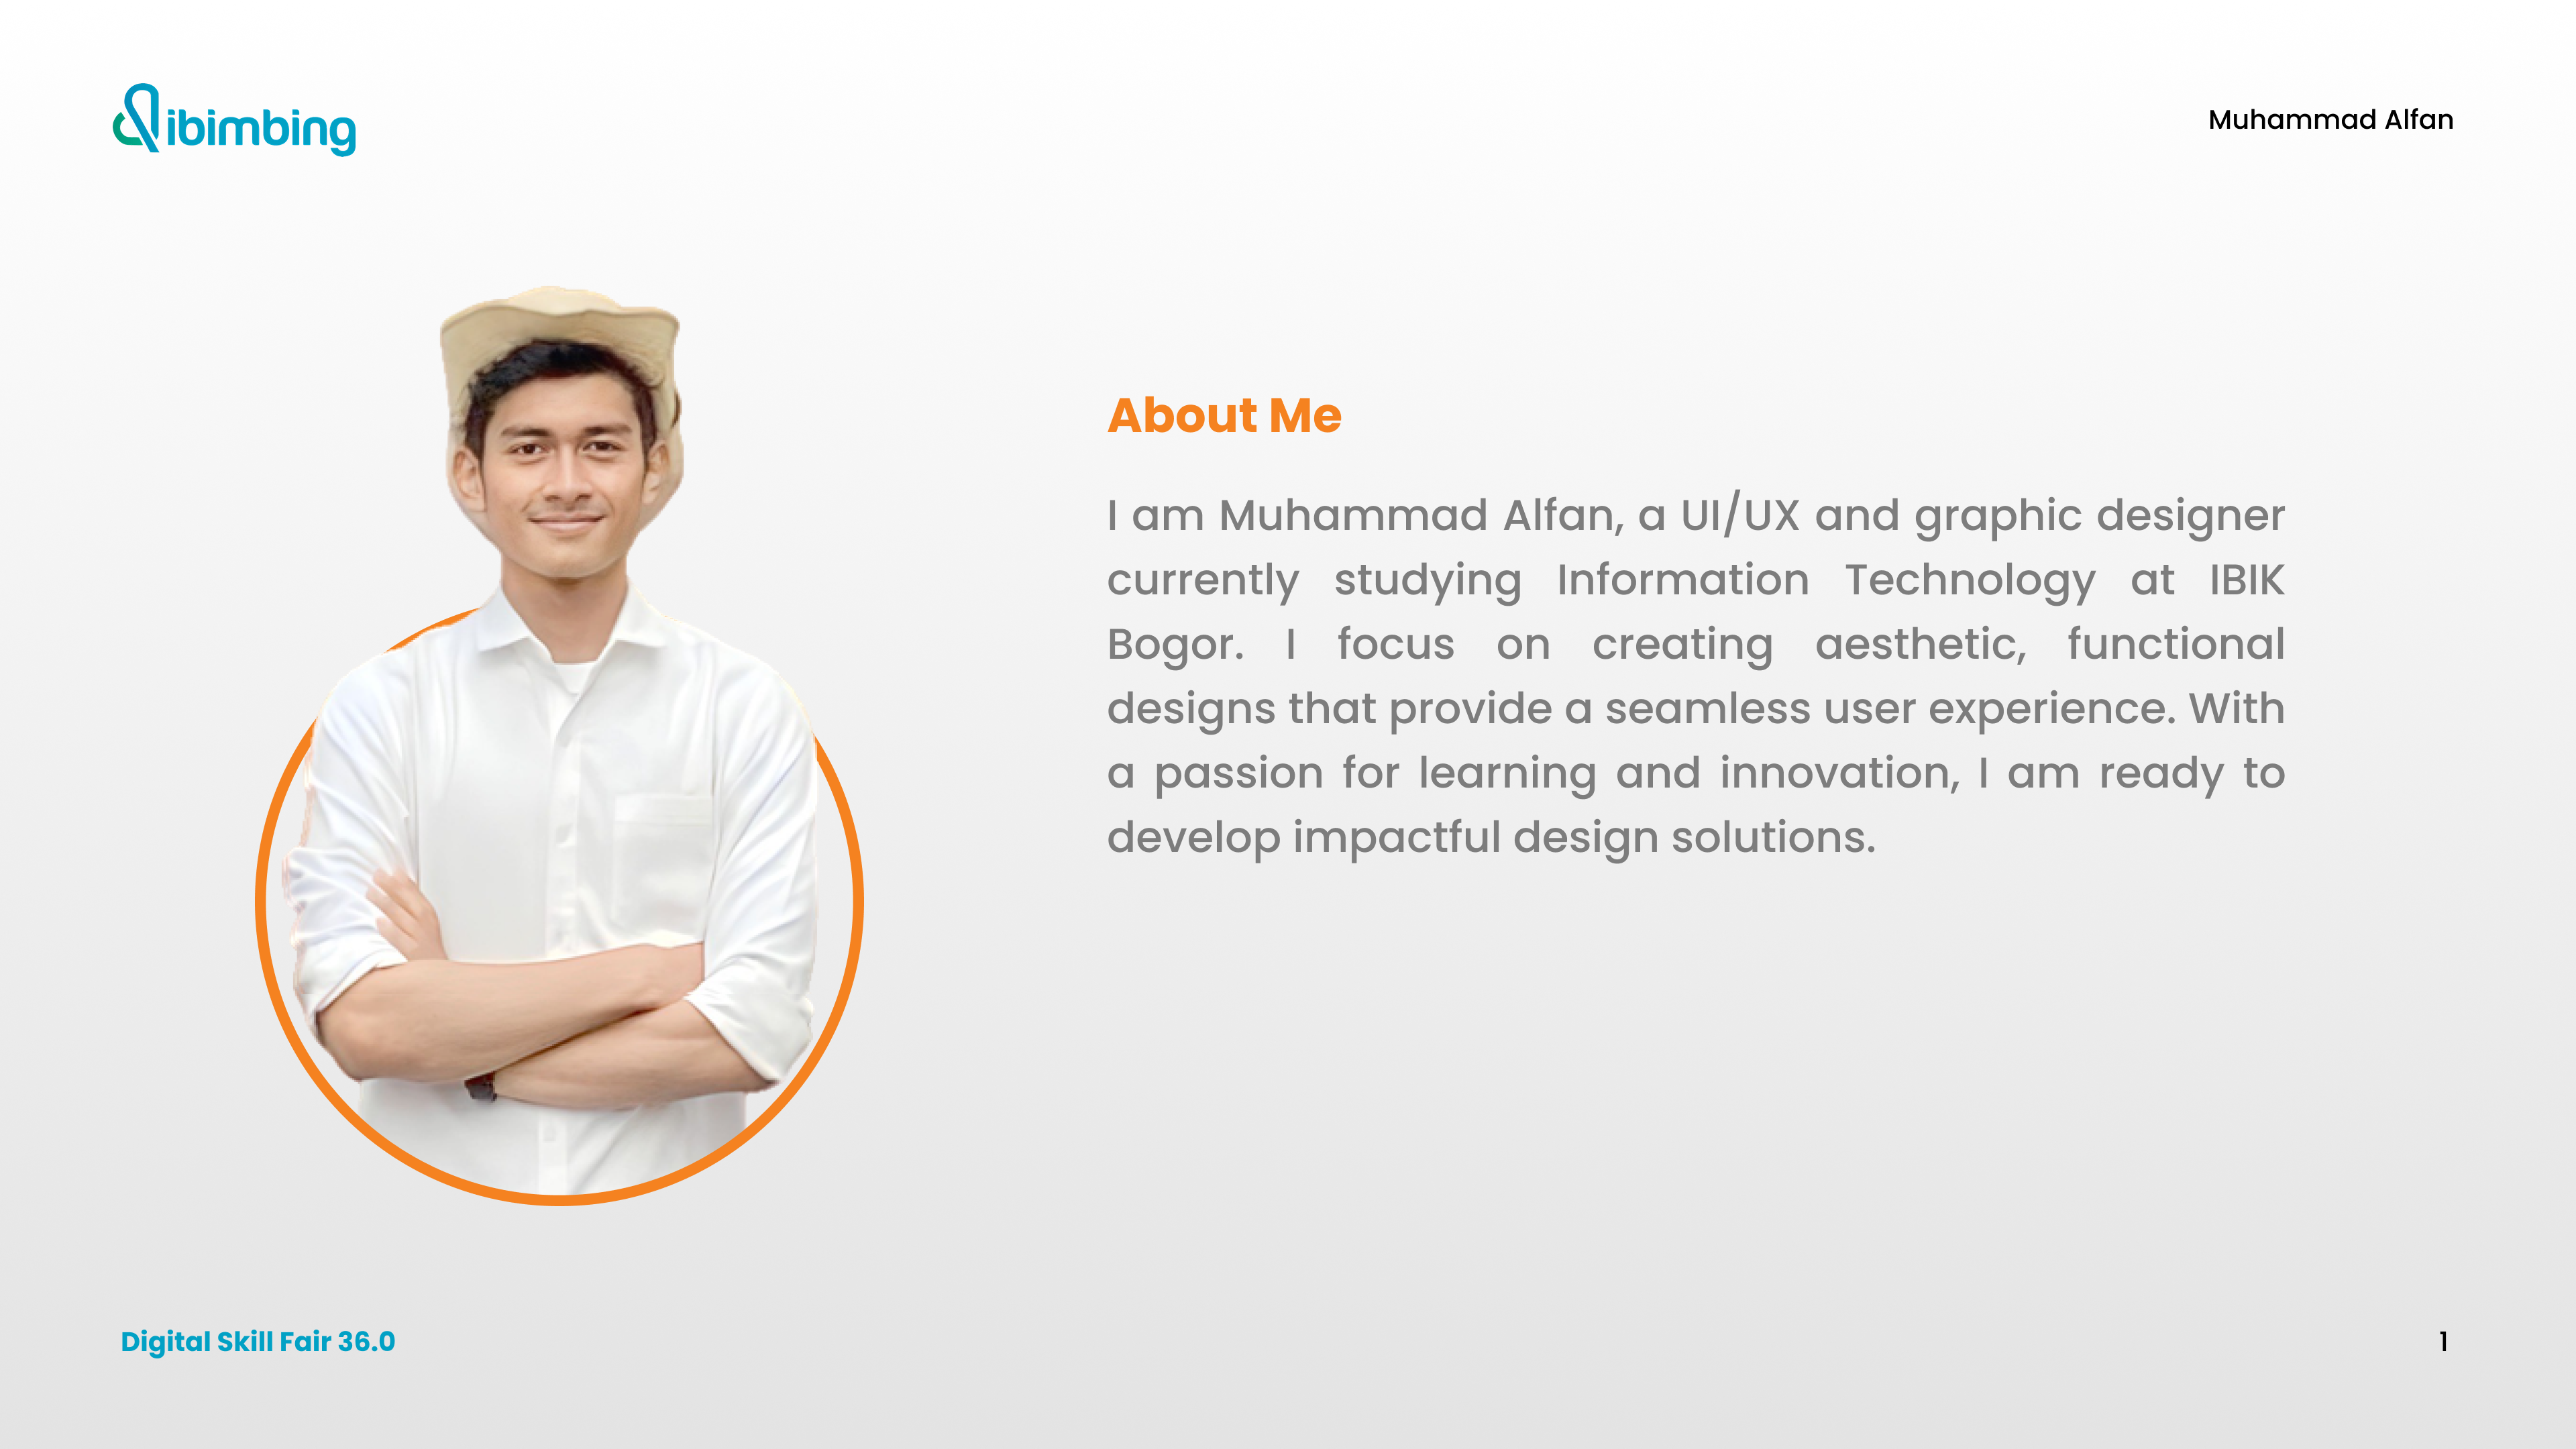 dibimbing
Muhammad Alfan
About Me
I am Muhammad Alfan, a UI/UX and graphic designer
currently studying Information Technology at IBIK
Bogor. I focus on creating aesthetic, functional
designs that provide a seamless user experience. With
a passion for learning and innovation, I am ready to
develop impactful design solutions.
Digital Skill Fair 36.0
1